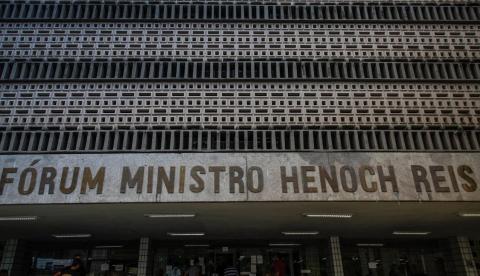 FÓRUM MINISTRO HENOCH REIS